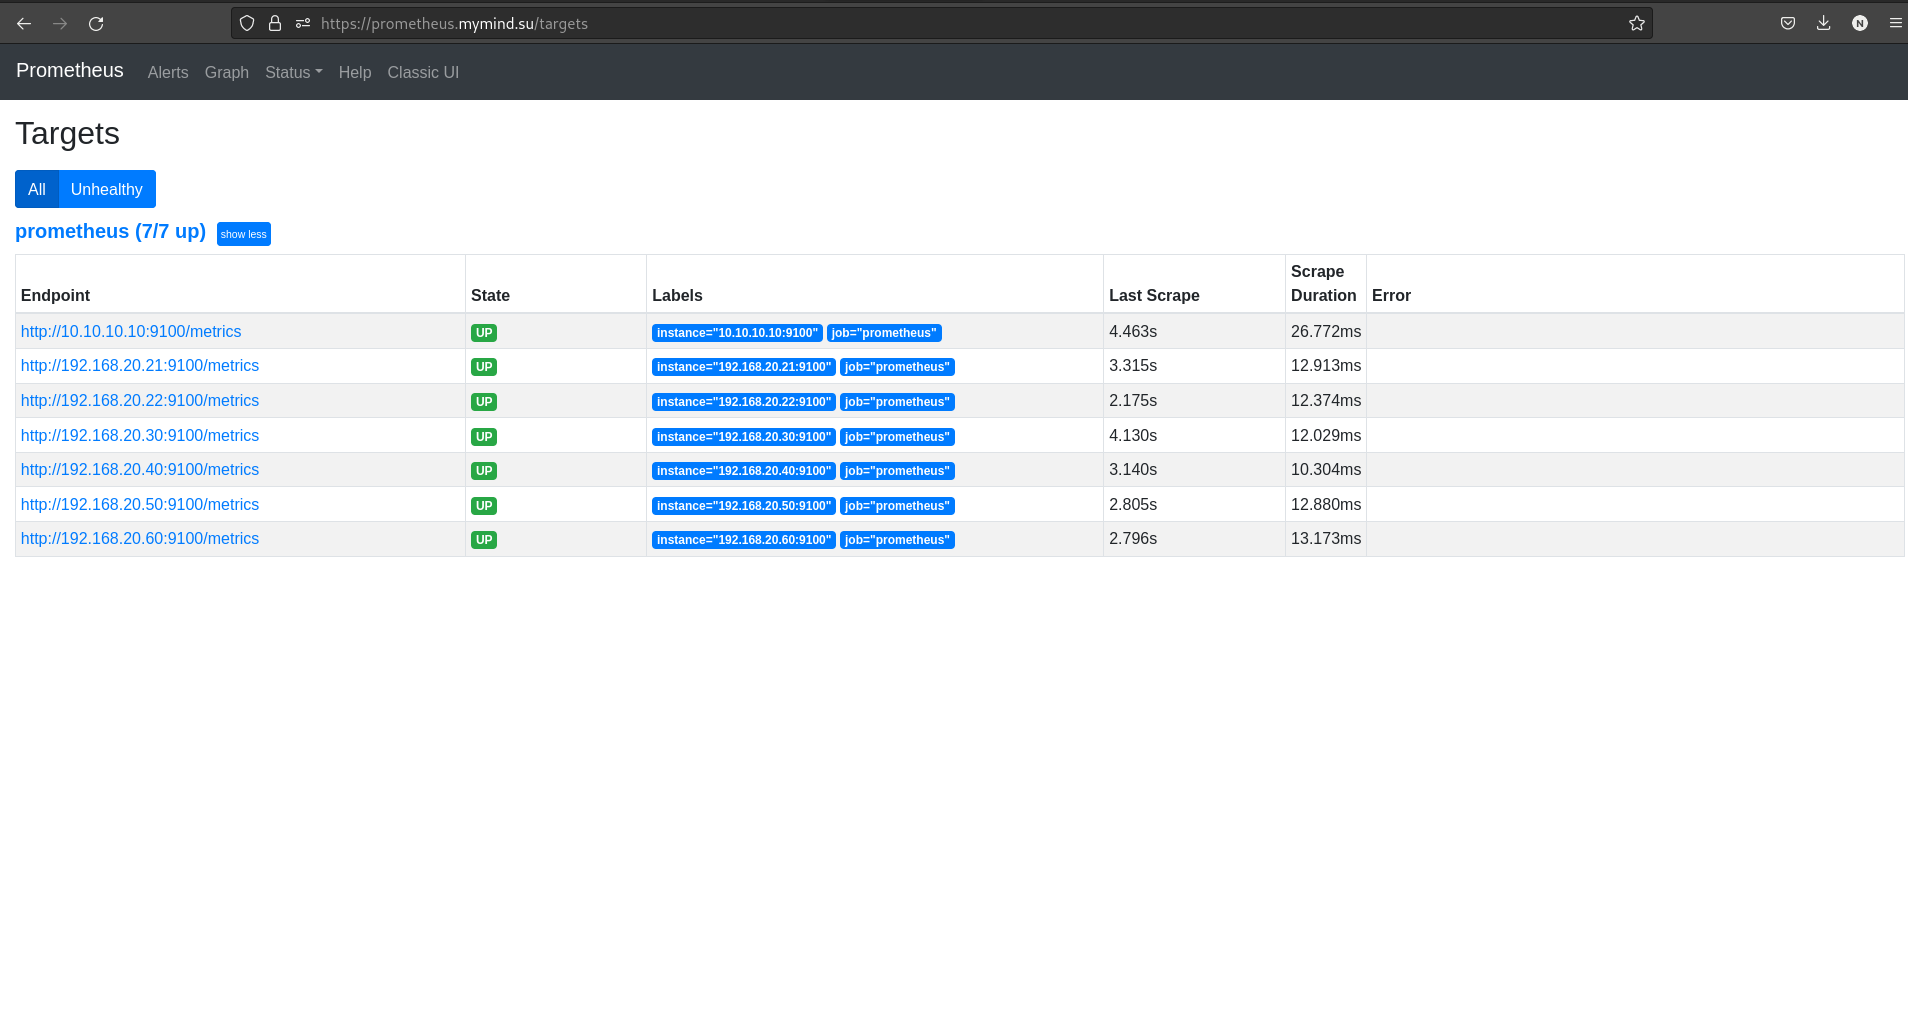 https://prometheus.mymind.su/targets
N
Prometheus Alerts Graph Status Help Classic UI
Targets
All Unhealthy
prometheus (7/7 up) show less
Endpoint State Labels Last Scrape Scrape Duration Error
http://10.10.10.10:9100/metrics UP instance="10.10.10.10:9100" job="prometheus" 4.463s 26.772ms
http://192.168.20.21:9100/metrics UP instance="192.168.20.21:9100" job="prometheus" 3.315s 12.913ms
http://192.168.20.22:9100/metrics UP instance="192.168.20.22:9100" job="prometheus" 2.175s 12.374ms
http://192.168.20.30:9100/metrics UP instance="192.168.20.30:9100" job="prometheus" 4.130s 12.029ms
http://192.168.20.40:9100/metrics UP instance="192.168.20.40:9100" job="prometheus" 3.140s 10.304ms
http://192.168.20.50:9100/metrics UP instance="192.168.20.50:9100" job="prometheus" 2.805s 12.880ms
http://192.168.20.60:9100/metrics UP instance="192.168.20.60:9100" job="prometheus" 2.796s 13.173ms